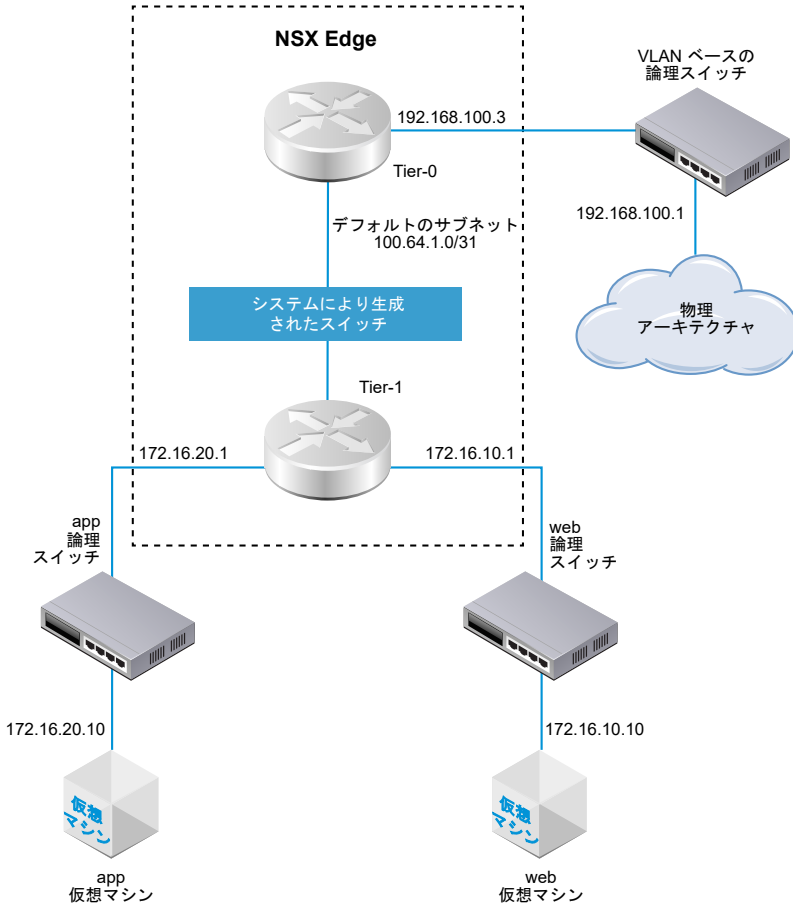 NSX Edge
VLAN ベースの
論理スイッチ
192.168.100.3
Tier-0
192.168.100.1
デフォルトのサブネット
100.64.1.0/31
システムにより生成
されたスイッチ
物理
アーキテクチャ
Tier-1
172.16.20.1
172.16.10.1
app
論理
スイッチ
web
論理
スイッチ
172.16.20.10
172.16.10.10
仮想
マシン
仮想
マシン
app
仮想マシン
web
仮想マシン